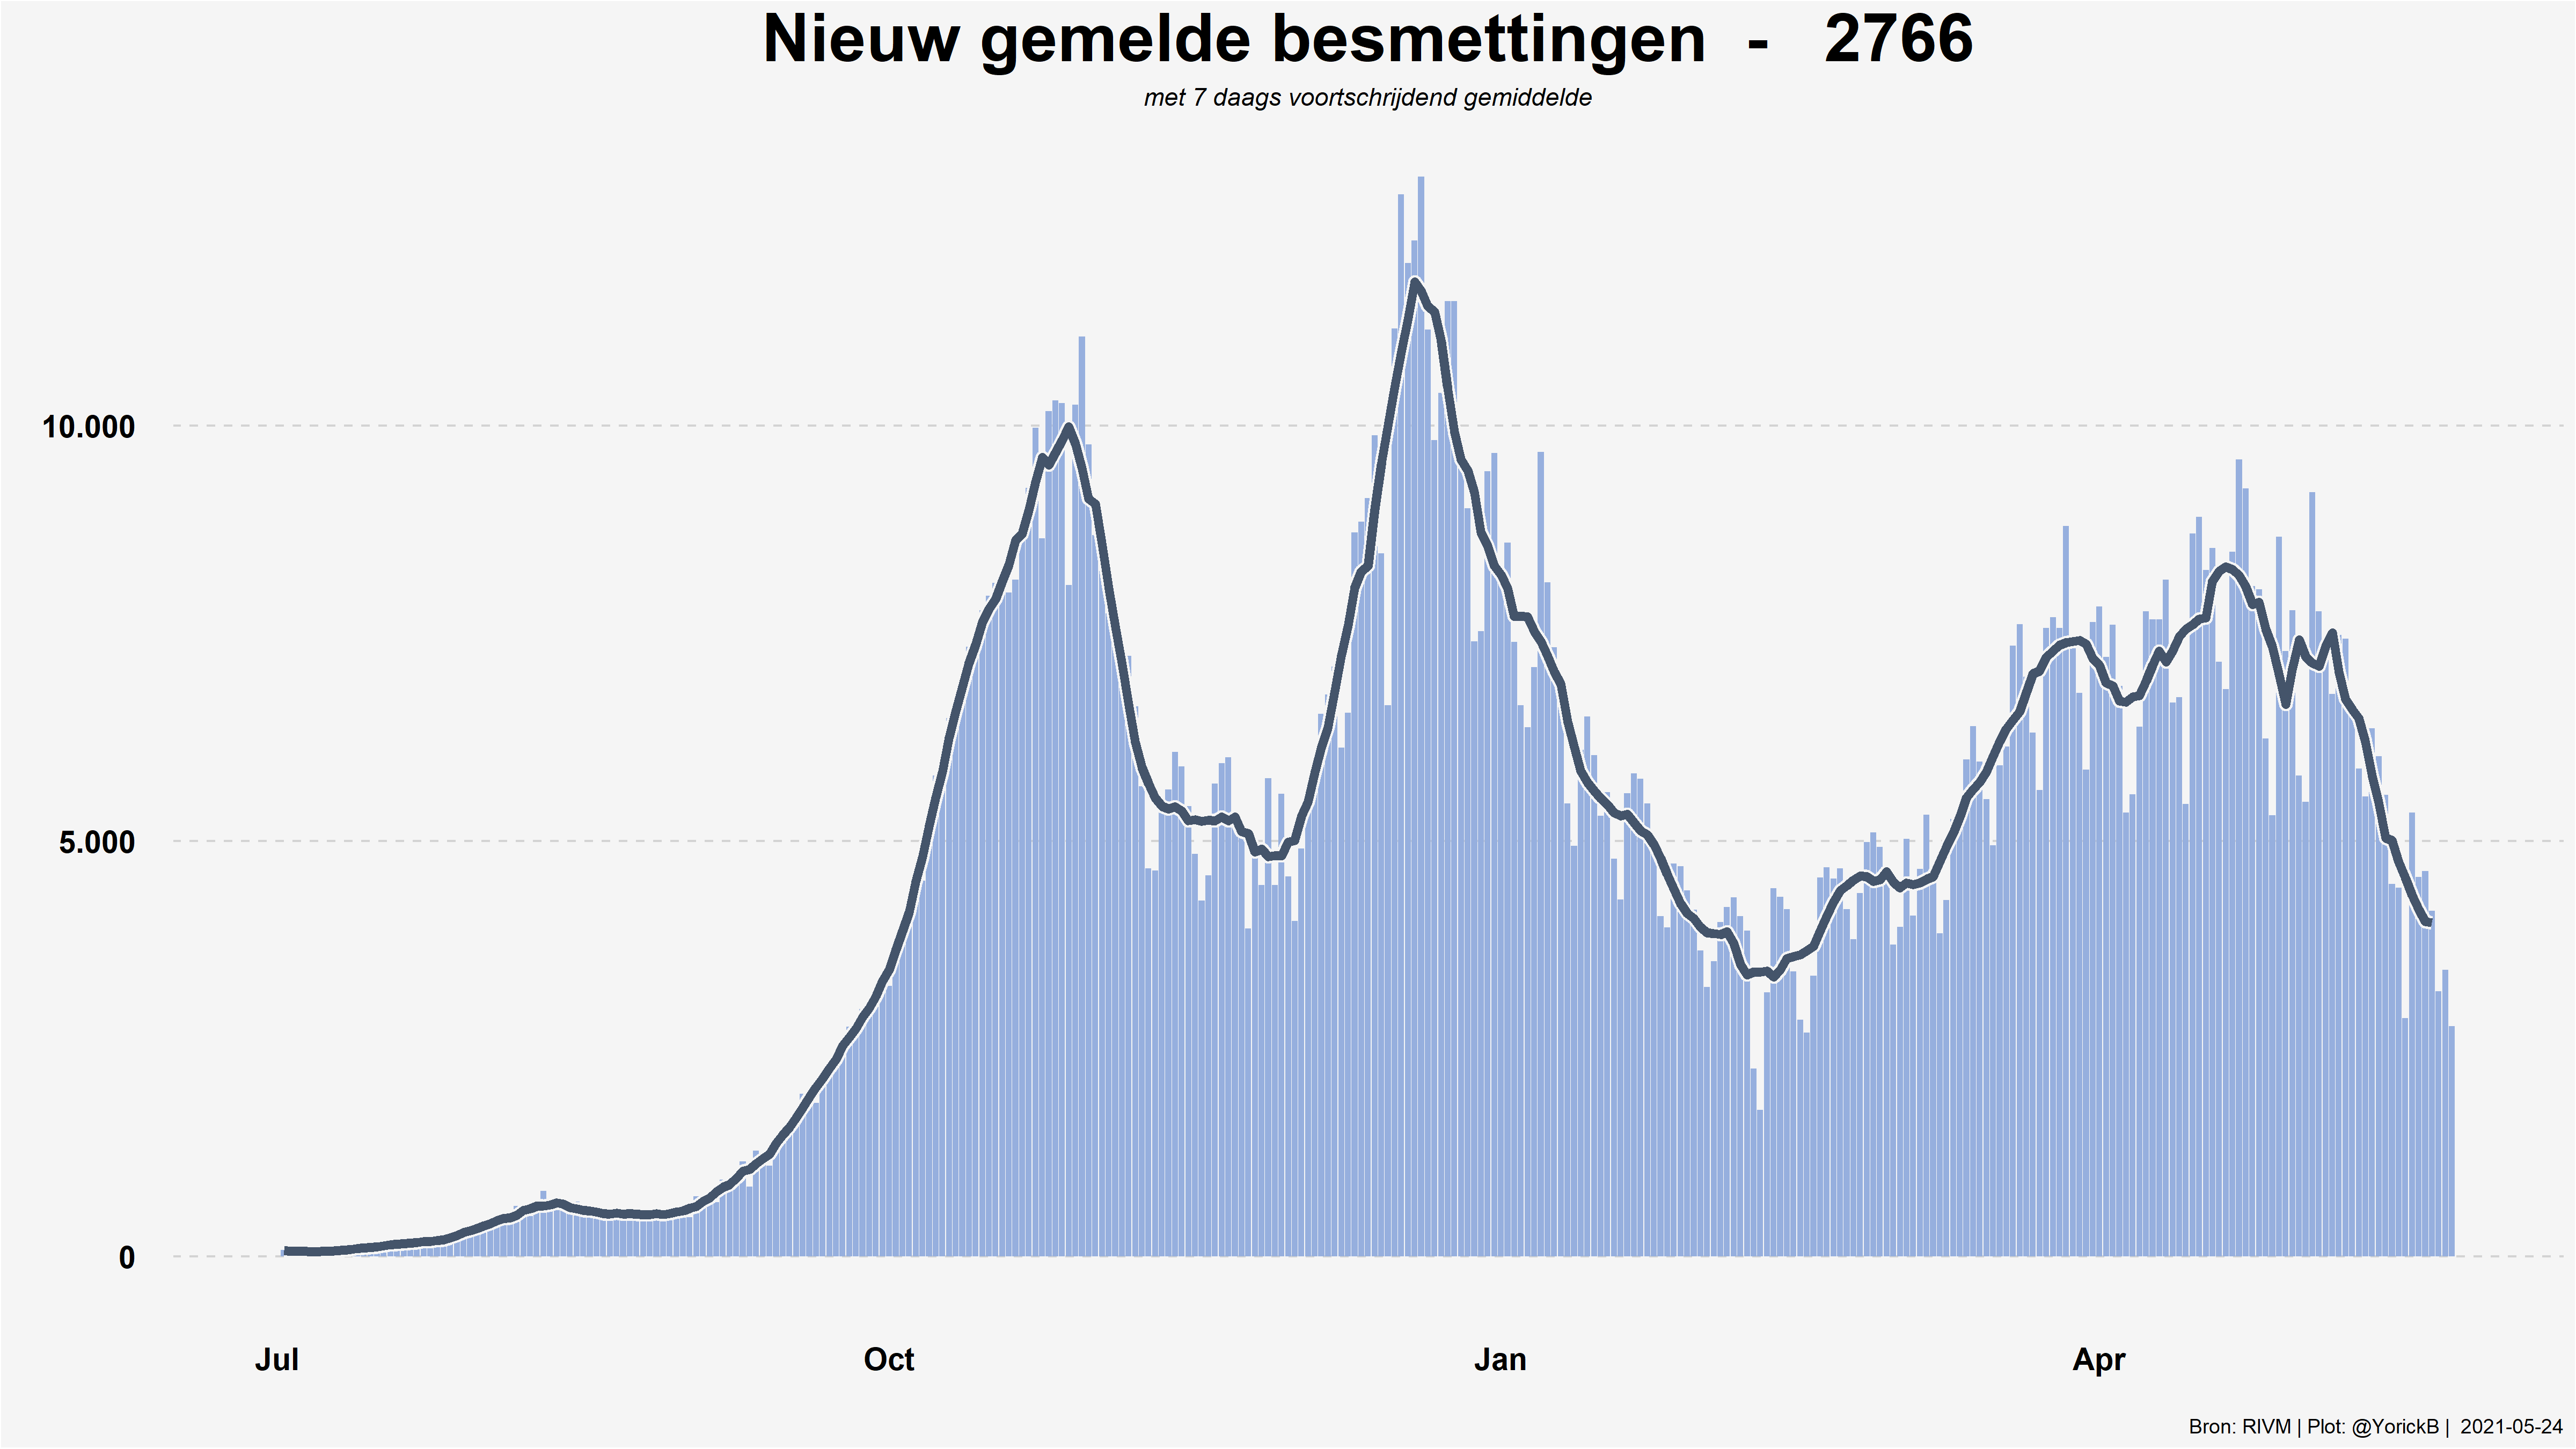 Nieuw gemelde besmettingen - 2766
met 7 daags voortschrijdend gemiddelde
10.000
5.000
0
Jul Oct Jan Apr
Bron: RIVM | Plot: @YorickB | 2021-05-24